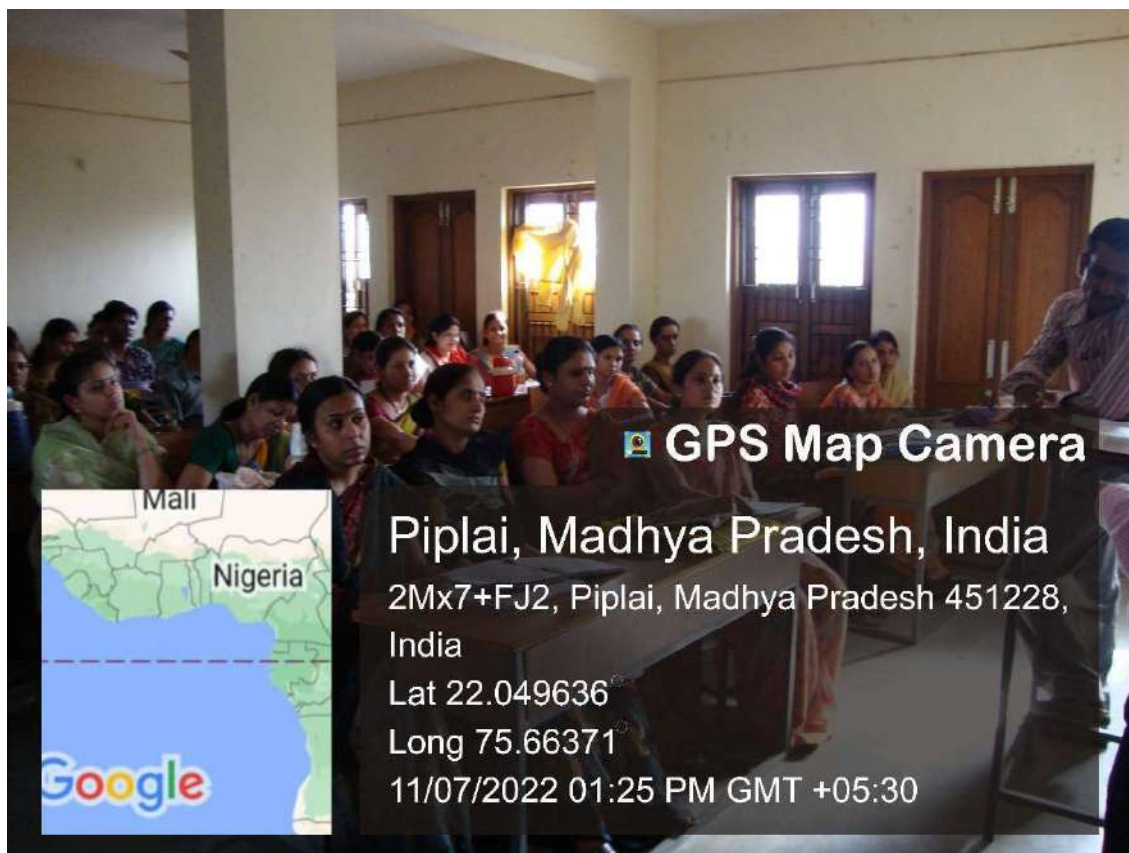 GPS Map Camera
Mali
Nigeria
Google
Piplai, Madhya Pradesh, India
2Mx7+FJ2, Piplai, Madhya Pradesh 451228,
India
Lat 22.049636°
Long 75.66371°
11/07/2022 01:25 PM GMT +05:30